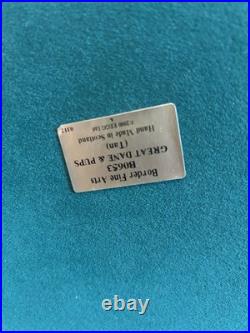 Border Fine Arts
B0653
GREAT DANE & PUPS
(Tan)
Hand Made in Scotland